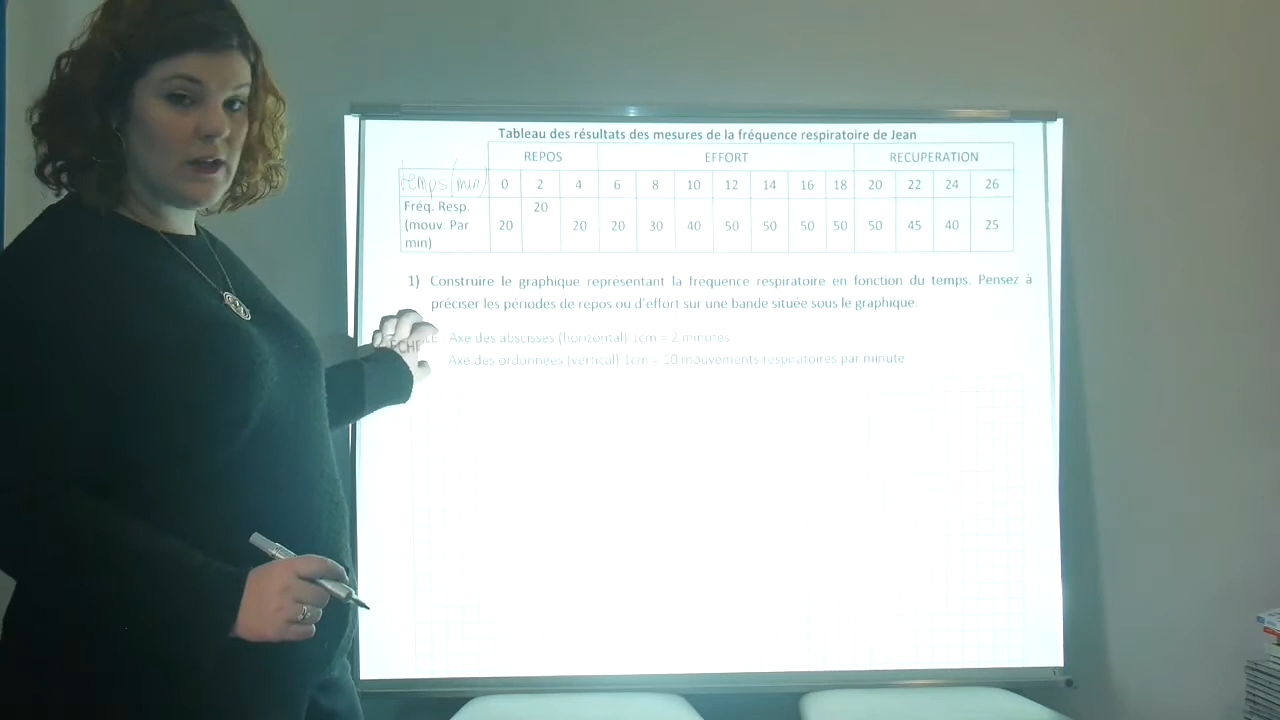 Tableau des résultats des mesures de la fréquence respiratoire de Jean
REPOS EFFORT RECUPERATION
temps (min) 0 2 4 6 8 10 12 14 16 18 20 22 24 26
Fréq. Resp. 20
(mouv. Par 20 20 20 30 40 50 50 50 50 50 45 40 25
min)
1) Construire le graphique représentant la fréquence respiratoire en fonction du temps. Pensez à
préciser les périodes de repos ou d'effort sur une bande située sous le graphique.
Axe des abscisses (horizontal) 1cm = 2 minutes
Axe des ordonnées (vertical) 1cm = 10 mouvements respiratoires par minute